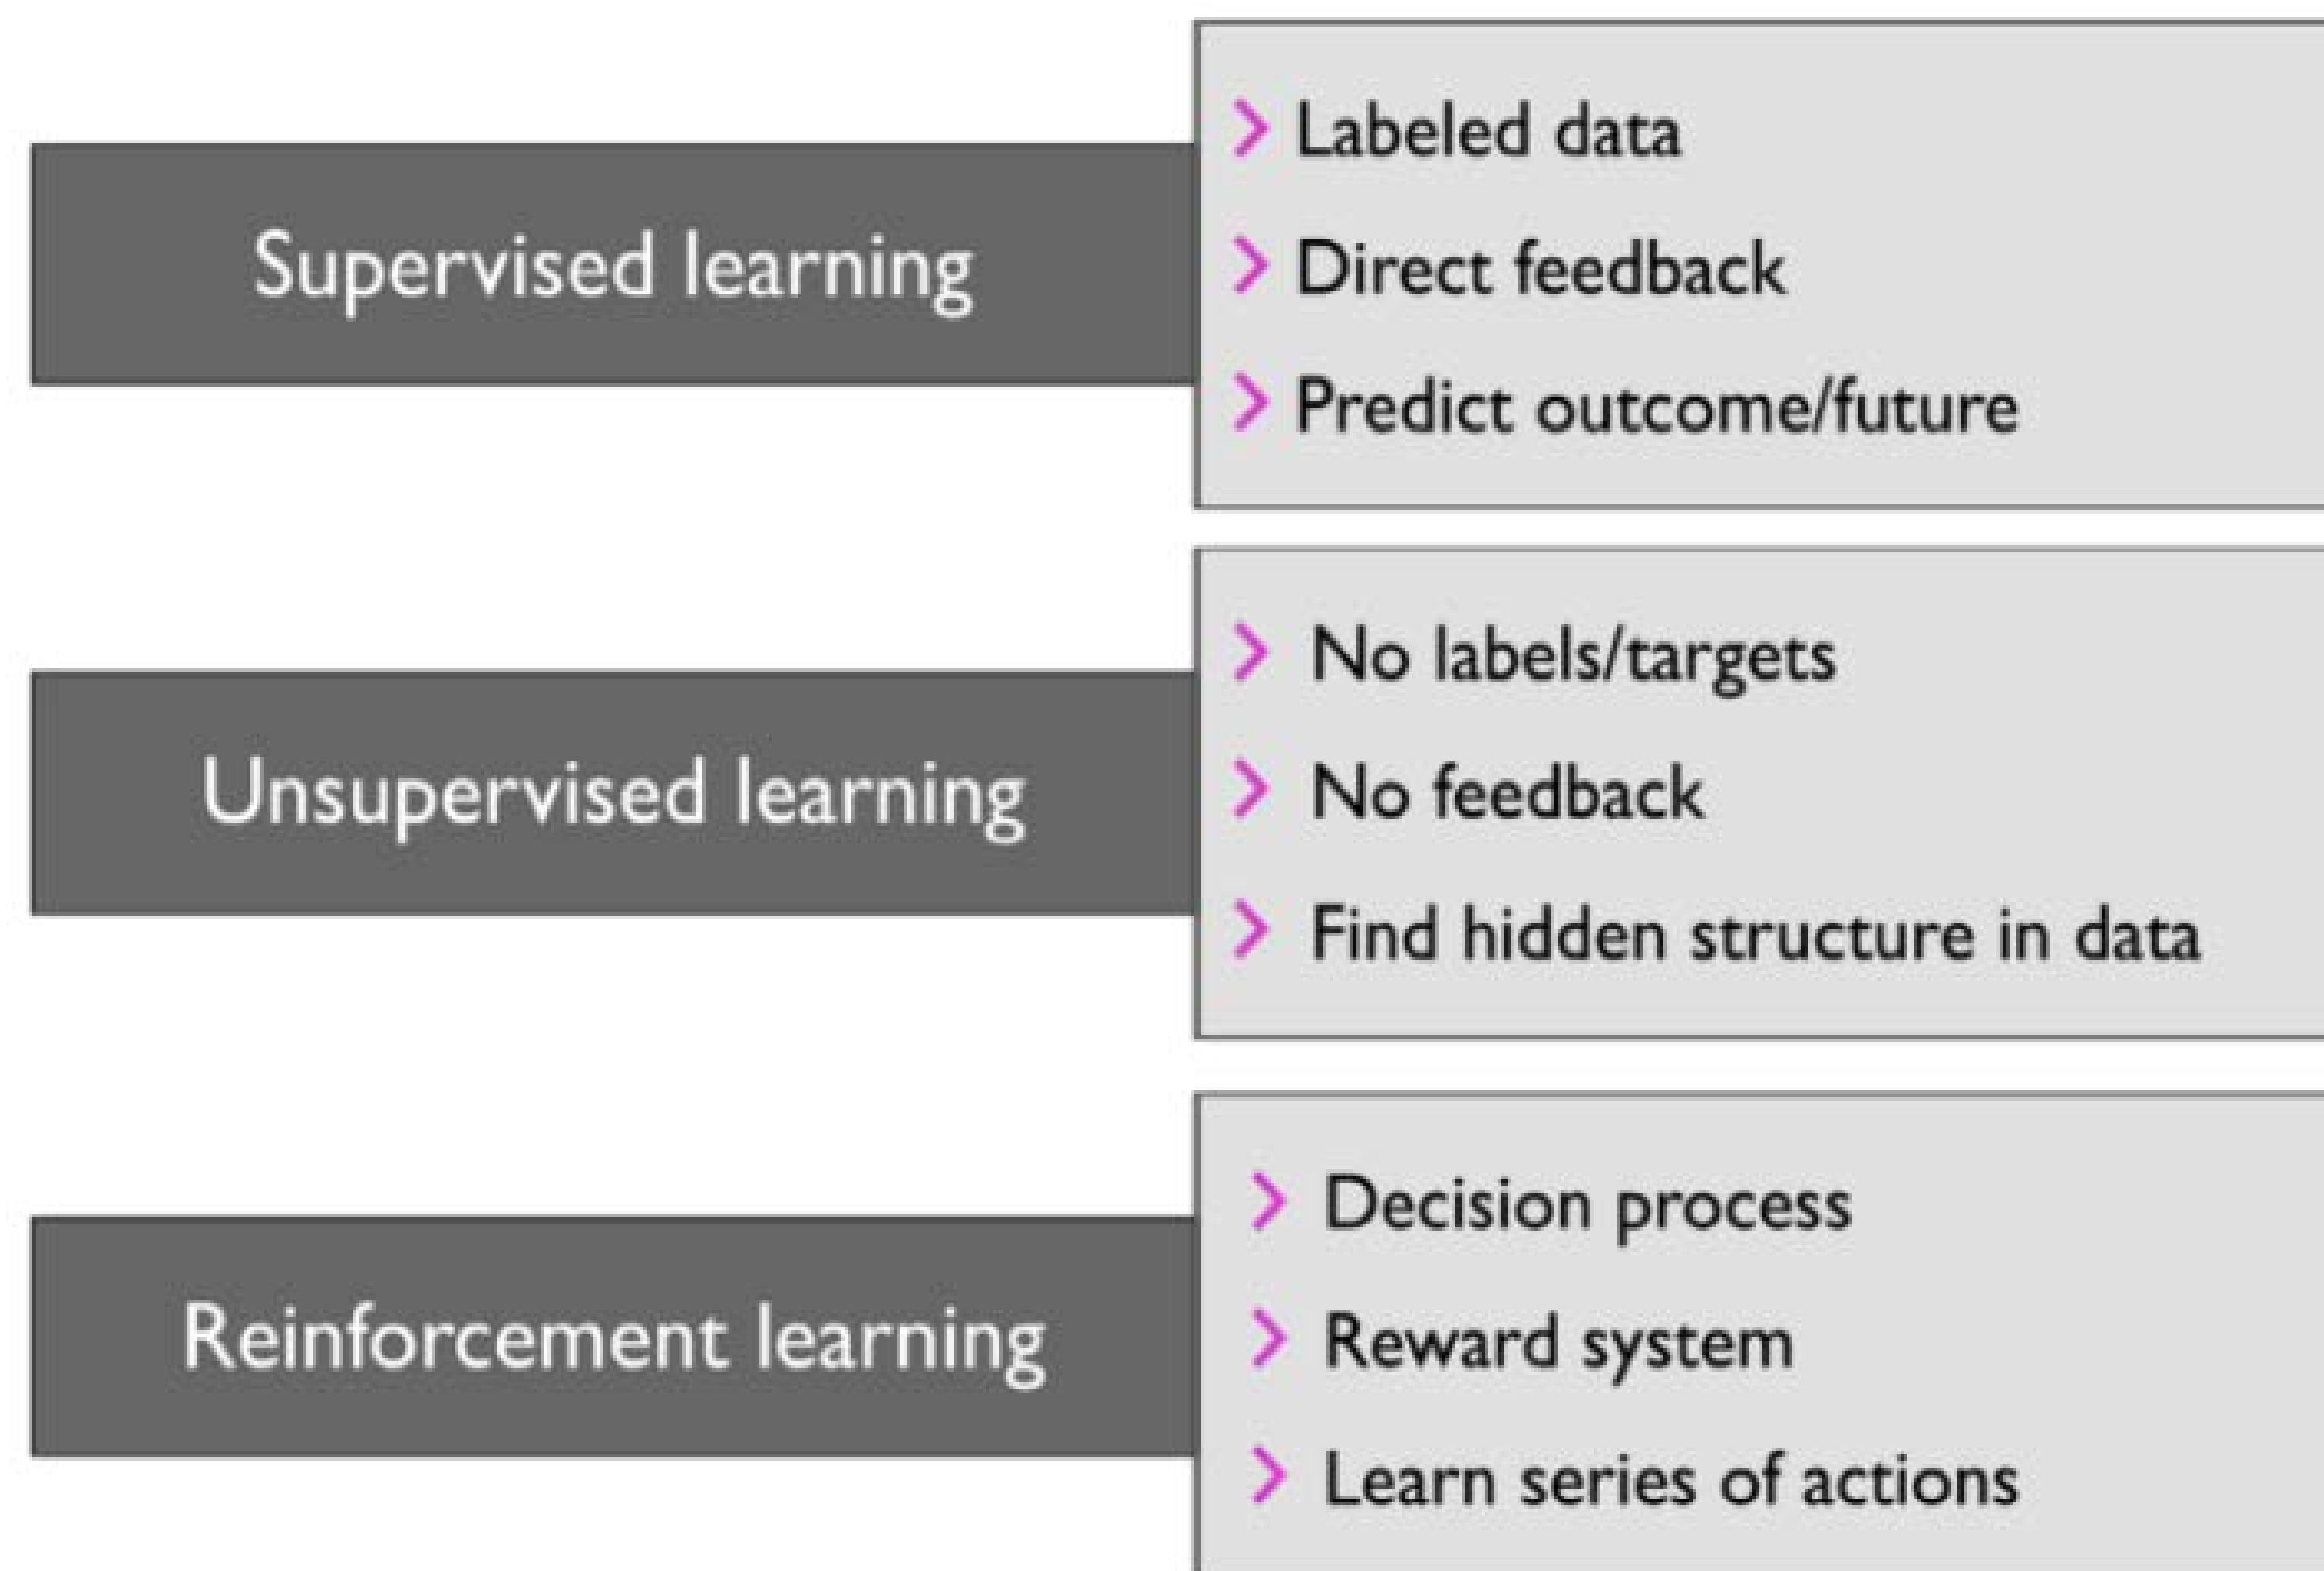 Supervised learning
Labeled data
Direct feedback
Predict outcome/future
Unsupervised learning
No labels/targets
No feedback
Find hidden structure in data
Reinforcement learning
Decision process
Reward system
Learn series of actions